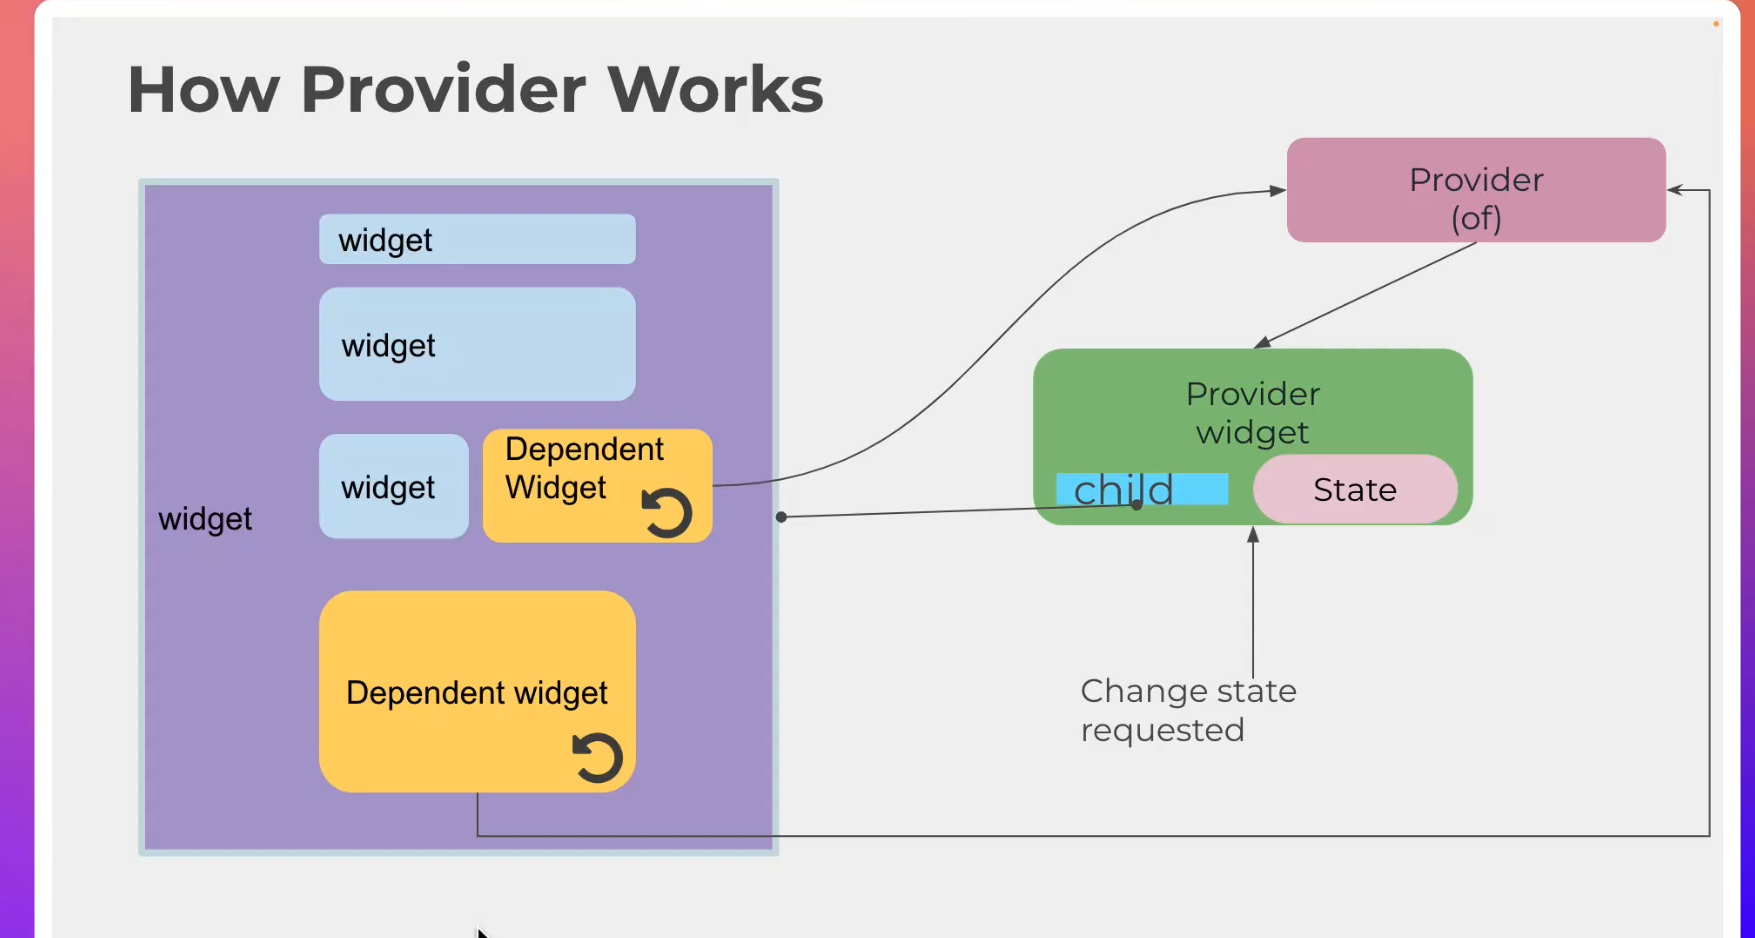 How Provider Works
widget
widget
widget
Dependent
Widget
widget
Dependent widget
Provider
(of)
Provider
widget
child
State
Change state
requested